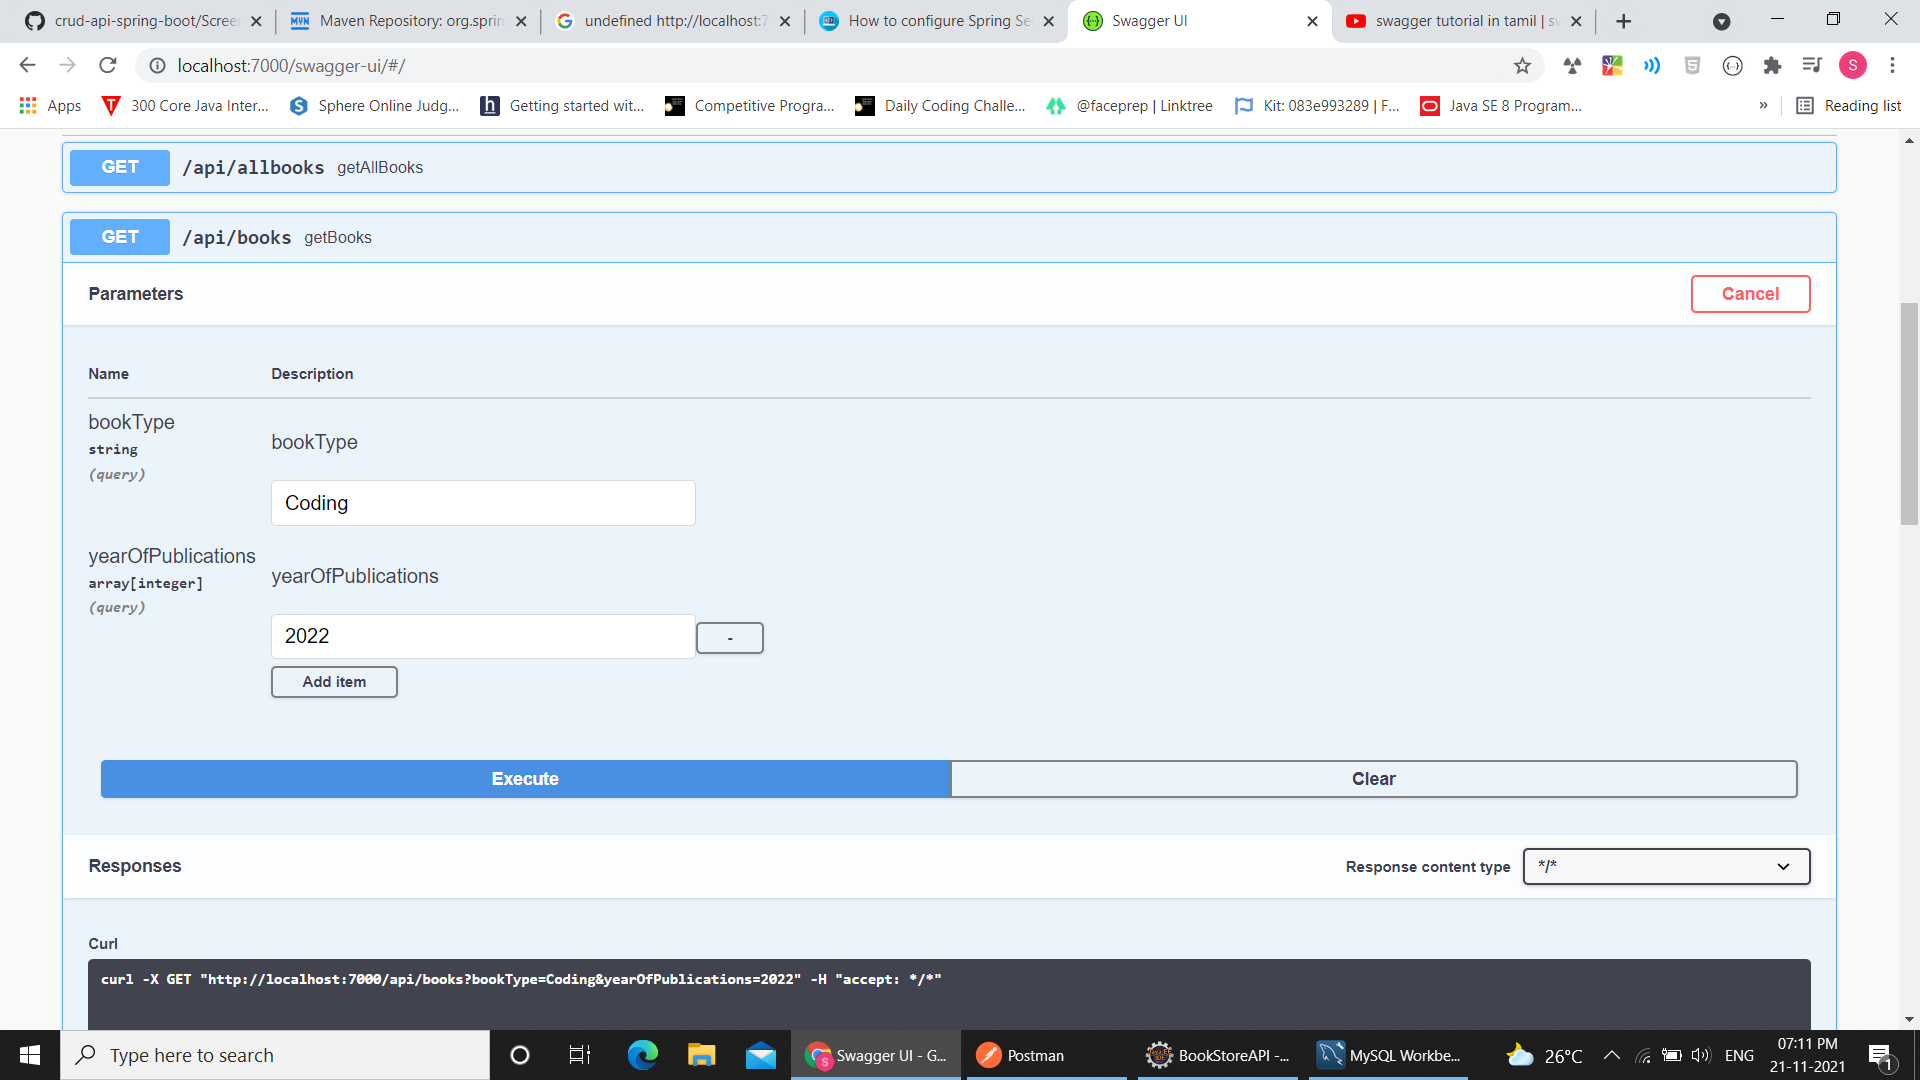 crud-api-spring-boot/Scree
Maven Repository: org.sprin
undefined http://localhost:7
How to configure Spring Se
Swagger UI
swagger tutorial in tamil | sw
localhost:7000/swagger-ui/#/
S
Apps
300 Core Java Inter...
Sphere Online Judg...
Getting started wit...
Competitive Progra...
Daily Coding Challe...
@faceprep | Linktree
Kit: 083e993289 | F...
Java SE 8 Program...
»
Reading list
GET /api/allbooks getAllBooks
GET /api/books getBooks
Parameters
Cancel
Name Description
bookType
string
(query)
bookType
Coding
yearOfPublications
array[integer]
(query)
yearOfPublications
2022
-
Add item
Execute
Clear
Responses
Response content type
*/*
Curl
curl -X GET "http://localhost:7000/api/books?bookType=Coding&yearOfPublications=2022" -H "accept: */*"
Type here to search
Swagger UI - G...
Postman
BookStoreAPI -...
MySQL Workbe...
26°C
ENG
07:11 PM
21-11-2021
1